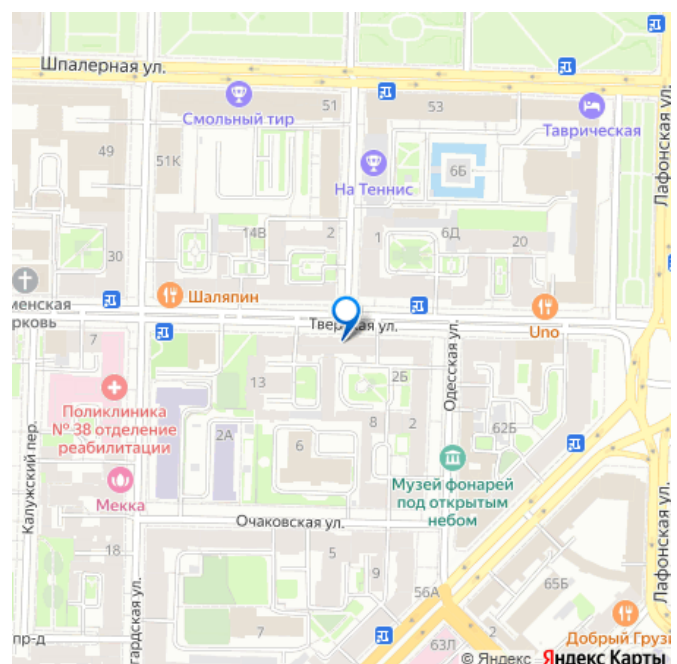 Шпалерная ул.
Смольный тир
51
53
Таврическая
Лафонская ул.
49
51К
6Б
На Теннис
30
14В
2
1
6Д
20
менская
рковь
Шаляпин
Тверская ул.
Uno
7
13
2Б
Одесская ул.
Поликлиника
№ 38 отделение
реабилитации
2А
6
8
2
62Б
Музей фонарей
под открытым
небом
Калужский пер.
Мекка
Очаковская ул.
18
5
9
56А
65Б
Лафонская ул.
гардская ул.
пр-д
7
63Л
Добрый Грузи
© Яндекс Яндекс Карты